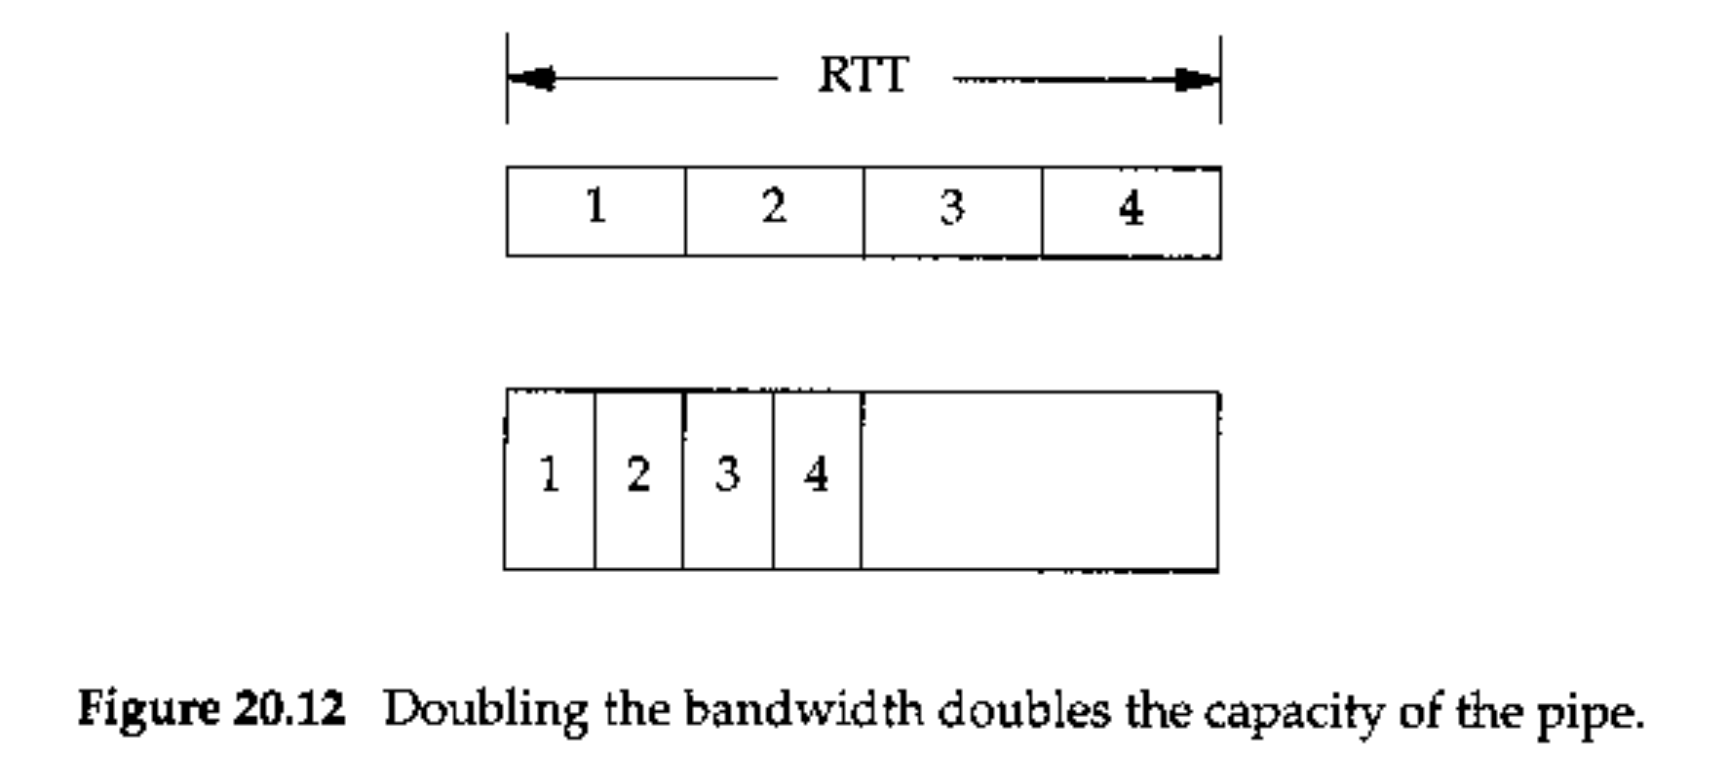 RTT
1 2 3 4
1 2 3 4
Figure 20.12 Doubling the bandwidth doubles the capacity of the pipe.